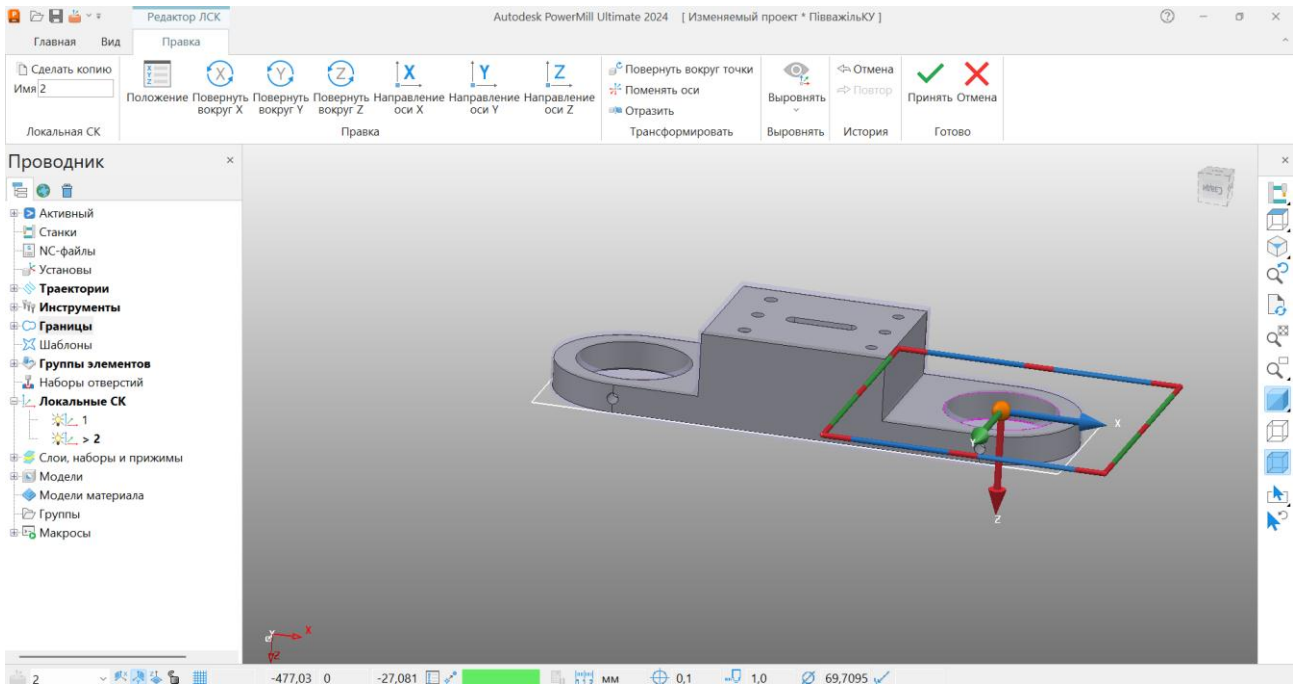 Редактор ЛСК
Autodesk PowerMill Ultimate 2024 [ Изменяемый проект * ПівважільКУ ]
Главная Вид Правка
Сделать копию
Имя 2
Локальная СК
Положение
Повернуть вокруг X
Повернуть вокруг Y
Повернуть вокруг Z
Направление оси X
Направление оси Y
Направление оси Z
Правка
Повернуть вокруг точки
Поменять оси
Отразить
Трансформировать
Выровнять
Выровнять
Отмена
Повтор
История
Принять Отмена
Готово
Проводник
Активный
Станки
NC-файлы
Установы
Траектории
Инструменты
Границы
Шаблоны
Группы элементов
Наборы отверстий
Локальные СК
1
> 2
Слои, наборы и прижимы
Модели
Модели материала
Группы
Макросы
X
Z
X
Z
2 -477,03 0 -27,081 мм 0,1 1,0 69,7095